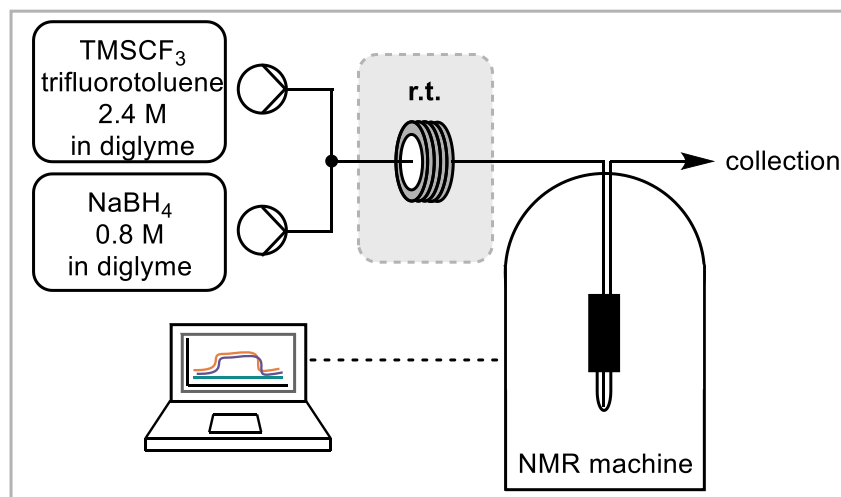 TMSCF₃
trifluorotoluene
2.4 M
in diglyme
NaBH₄
0.8 M
in diglyme
r.t.
collection
NMR machine